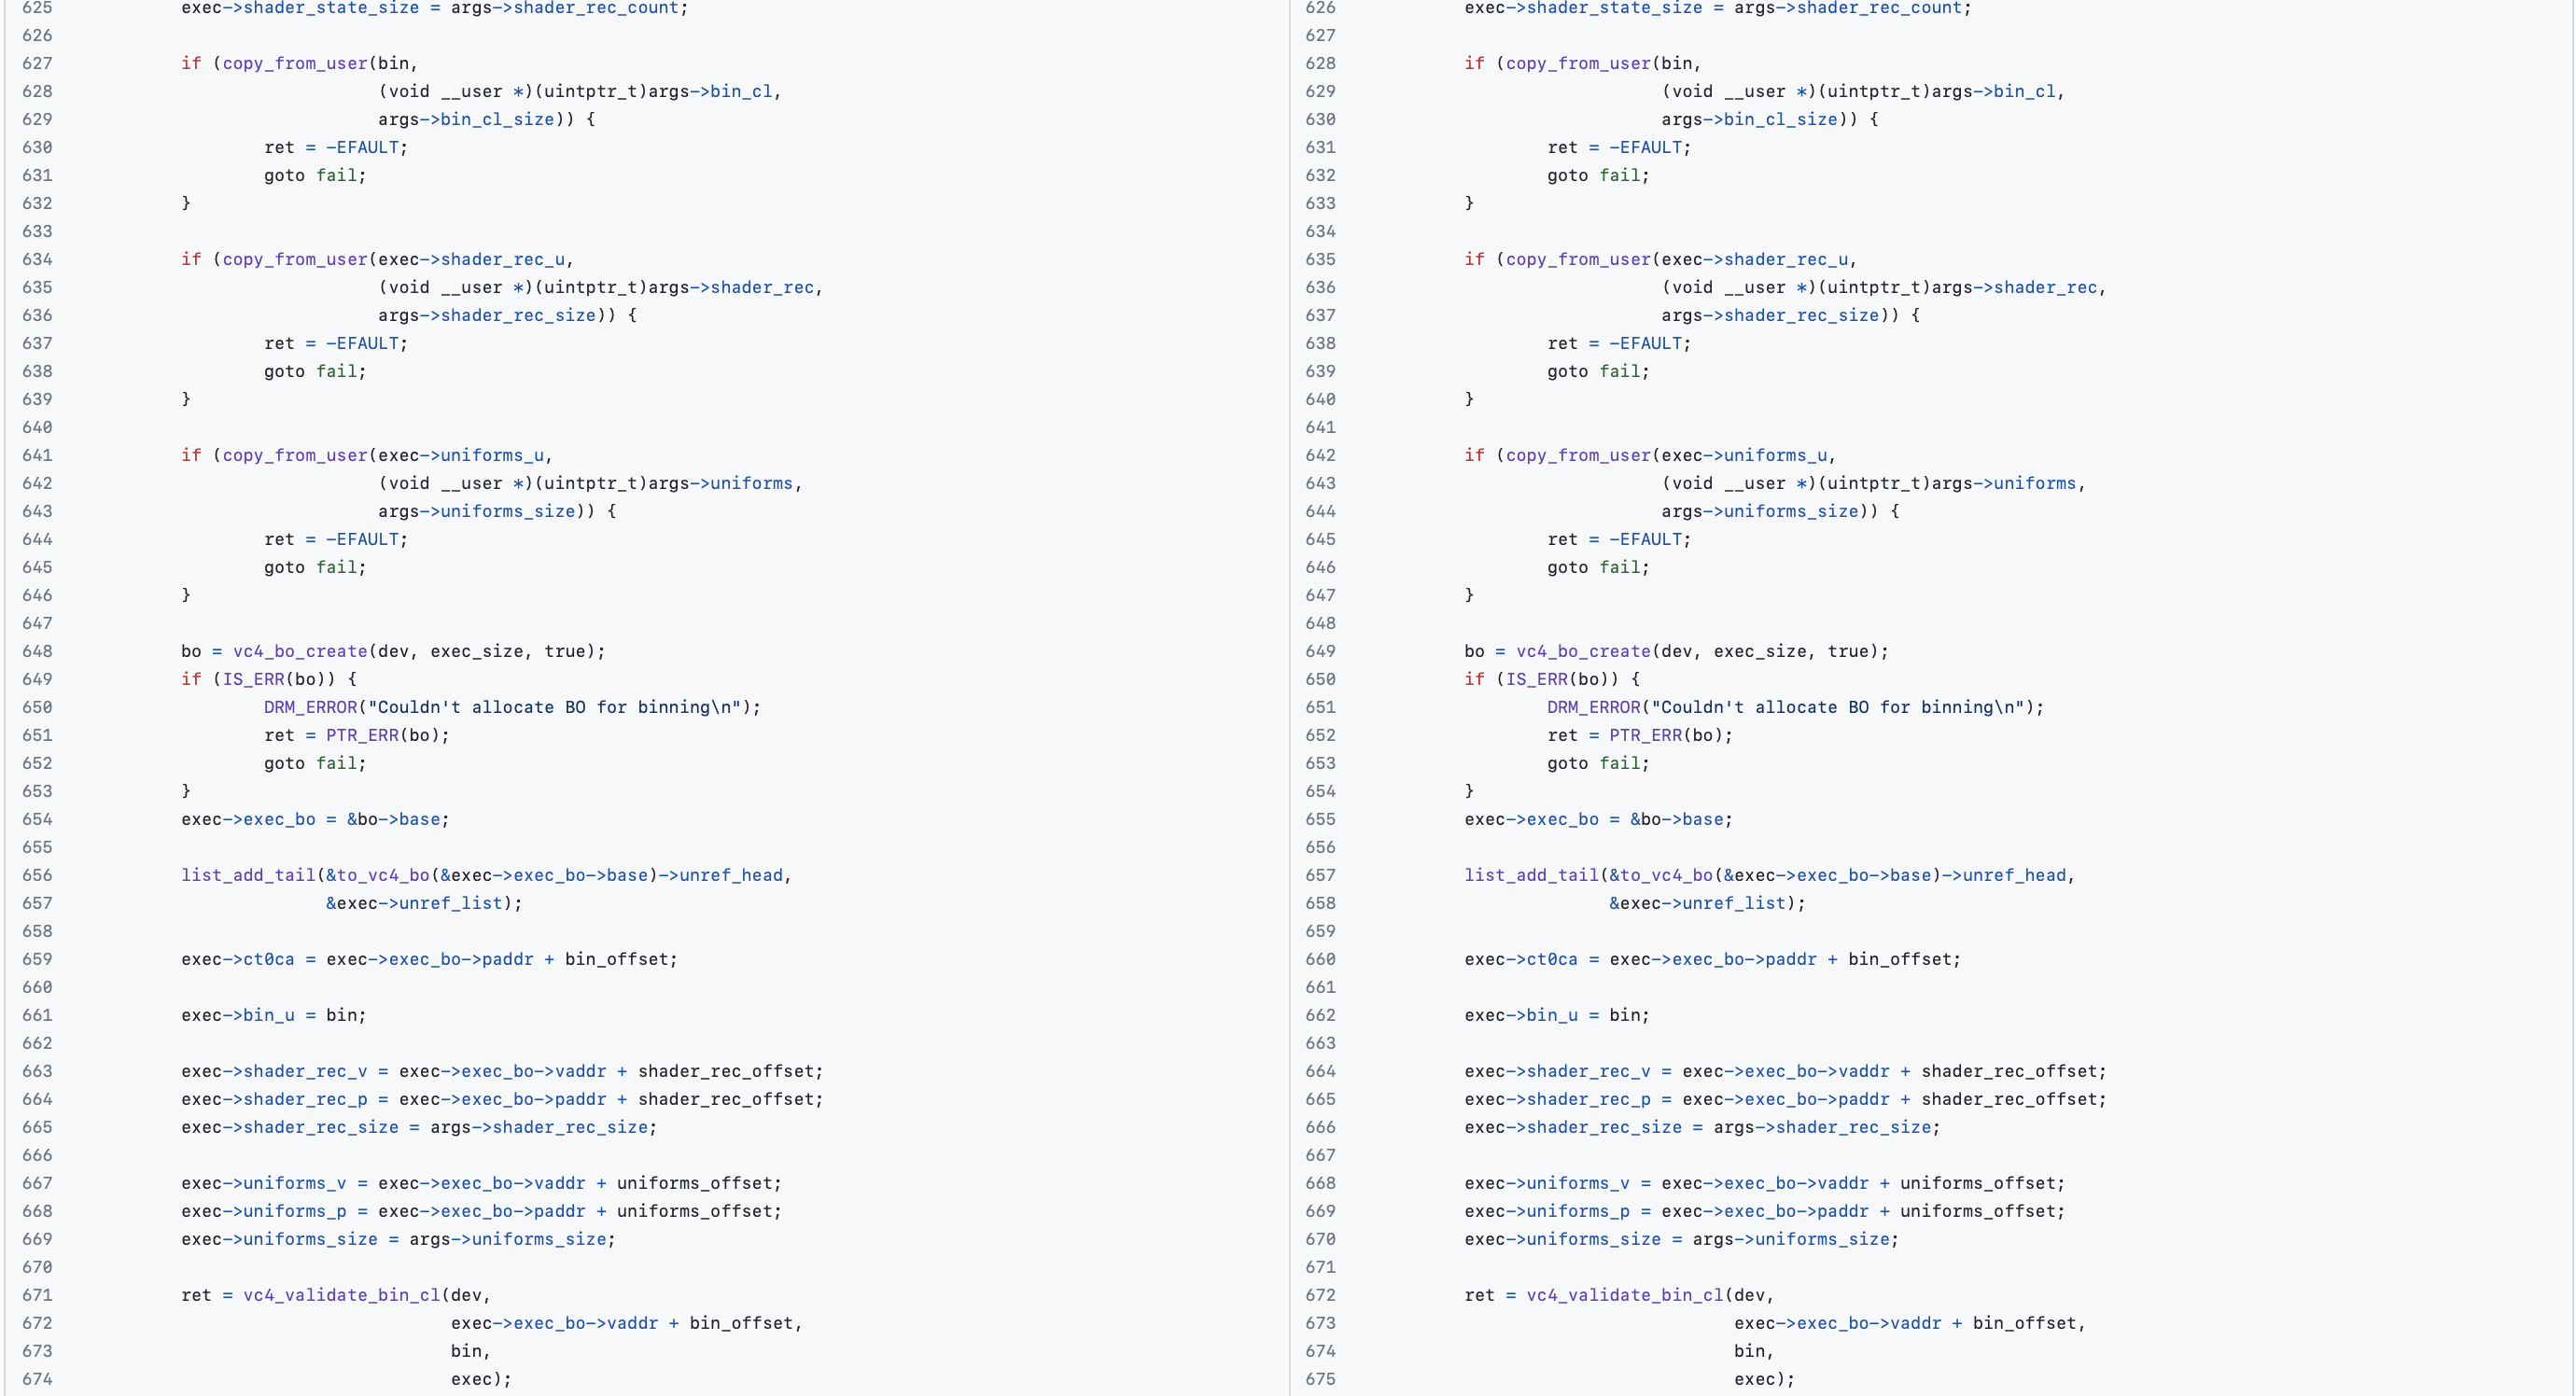 625 exec->shader_state_size = args->shader_rec_count;
626
627 if (copy_from_user(bin,
628 (void __user *)(uintptr_t)args->bin_cl,
629 args->bin_cl_size)) {
630 ret = -EFAULT;
631 goto fail;
632 }
633
634 if (copy_from_user(exec->shader_rec_u,
635 (void __user *)(uintptr_t)args->shader_rec,
636 args->shader_rec_size)) {
637 ret = -EFAULT;
638 goto fail;
639 }
640
641 if (copy_from_user(exec->uniforms_u,
642 (void __user *)(uintptr_t)args->uniforms,
643 args->uniforms_size)) {
644 ret = -EFAULT;
645 goto fail;
646 }
647
648 bo = vc4_bo_create(dev, exec_size, true);
649 if (IS_ERR(bo)) {
650 DRM_ERROR("Couldn't allocate BO for binning\n");
651 ret = PTR_ERR(bo);
652 goto fail;
653 }
654 exec->exec_bo = &bo->base;
655
656 list_add_tail(&to_vc4_bo(&exec->exec_bo->base)->unref_head,
657 &exec->unref_list);
658
659 exec->ct0ca = exec->exec_bo->paddr + bin_offset;
660
661 exec->bin_u = bin;
662
663 exec->shader_rec_v = exec->exec_bo->vaddr + shader_rec_offset;
664 exec->shader_rec_p = exec->exec_bo->paddr + shader_rec_offset;
665 exec->shader_rec_size = args->shader_rec_size;
666
667 exec->uniforms_v = exec->exec_bo->vaddr + uniforms_offset;
668 exec->uniforms_p = exec->exec_bo->paddr + uniforms_offset;
669 exec->uniforms_size = args->uniforms_size;
670
671 ret = vc4_validate_bin_cl(dev,
672 exec->exec_bo->vaddr + bin_offset,
673 bin,
674 exec);
626 exec->shader_state_size = args->shader_rec_count;
627
628 if (copy_from_user(bin,
629 (void __user *)(uintptr_t)args->bin_cl,
630 args->bin_cl_size)) {
631 ret = -EFAULT;
632 goto fail;
633 }
634
635 if (copy_from_user(exec->shader_rec_u,
636 (void __user *)(uintptr_t)args->shader_rec,
637 args->shader_rec_size)) {
638 ret = -EFAULT;
639 goto fail;
640 }
641
642 if (copy_from_user(exec->uniforms_u,
643 (void __user *)(uintptr_t)args->uniforms,
644 args->uniforms_size)) {
645 ret = -EFAULT;
646 goto fail;
647 }
648
649 bo = vc4_bo_create(dev, exec_size, true);
650 if (IS_ERR(bo)) {
651 DRM_ERROR("Couldn't allocate BO for binning\n");
652 ret = PTR_ERR(bo);
653 goto fail;
654 }
655 exec->exec_bo = &bo->base;
656
657 list_add_tail(&to_vc4_bo(&exec->exec_bo->base)->unref_head,
658 &exec->unref_list);
659
660 exec->ct0ca = exec->exec_bo->paddr + bin_offset;
661
662 exec->bin_u = bin;
663
664 exec->shader_rec_v = exec->exec_bo->vaddr + shader_rec_offset;
665 exec->shader_rec_p = exec->exec_bo->paddr + shader_rec_offset;
666 exec->shader_rec_size = args->shader_rec_size;
667
668 exec->uniforms_v = exec->exec_bo->vaddr + uniforms_offset;
669 exec->uniforms_p = exec->exec_bo->paddr + uniforms_offset;
670 exec->uniforms_size = args->uniforms_size;
671
672 ret = vc4_validate_bin_cl(dev,
673 exec->exec_bo->vaddr + bin_offset,
674 bin,
675 exec);